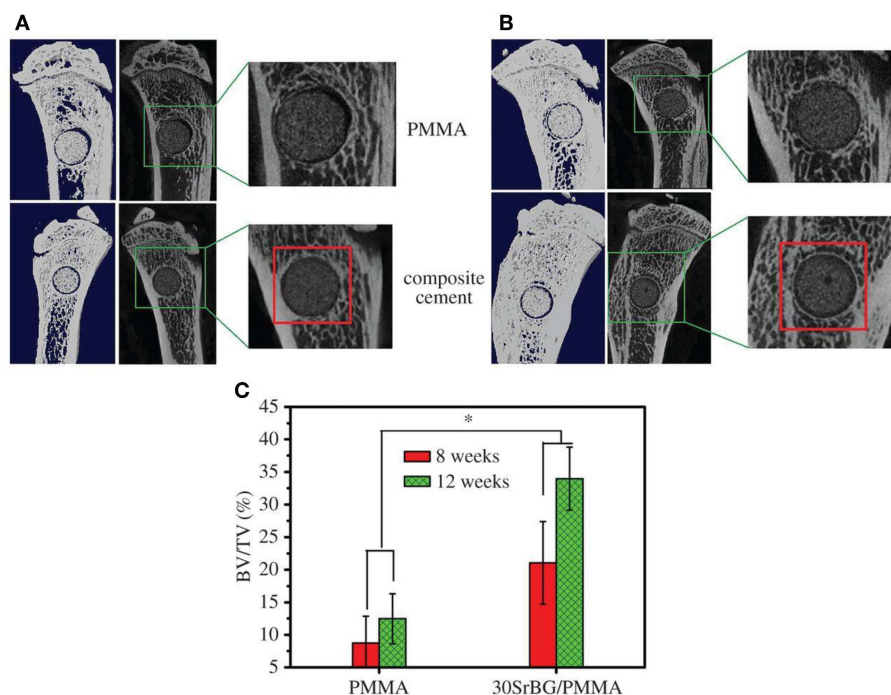 A
B
PMMA
composite
cement
C
BV/TV (%)
45
40
35
30
25
20
15
10
5
*
8 weeks
12 weeks
PMMA
30SrBG/PMMA